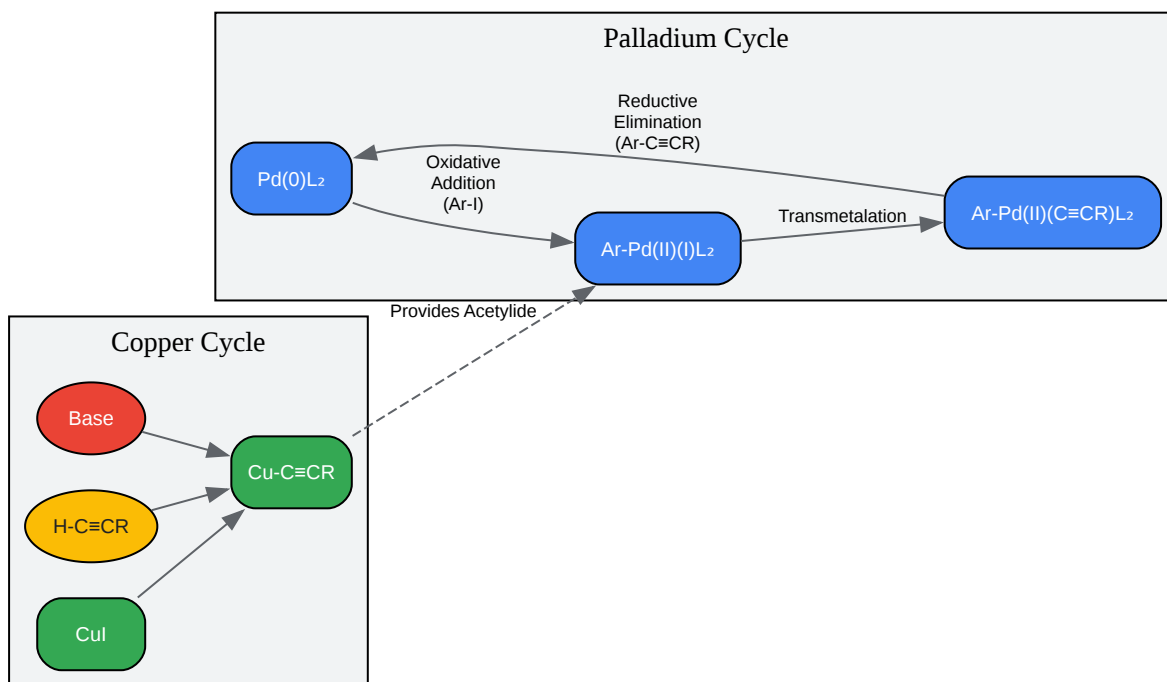 Palladium Cycle
Reductive
Elimination
(Ar-C≡CR)
Pd(0)L₂
Oxidative
Addition
(Ar-I)
Transmetalation
Ar-Pd(II)(C≡CR)L₂
Ar-Pd(II)(I)L₂
Provides Acetylide
Copper Cycle
Base
Cu-C≡CR
H-C≡CR
CuI